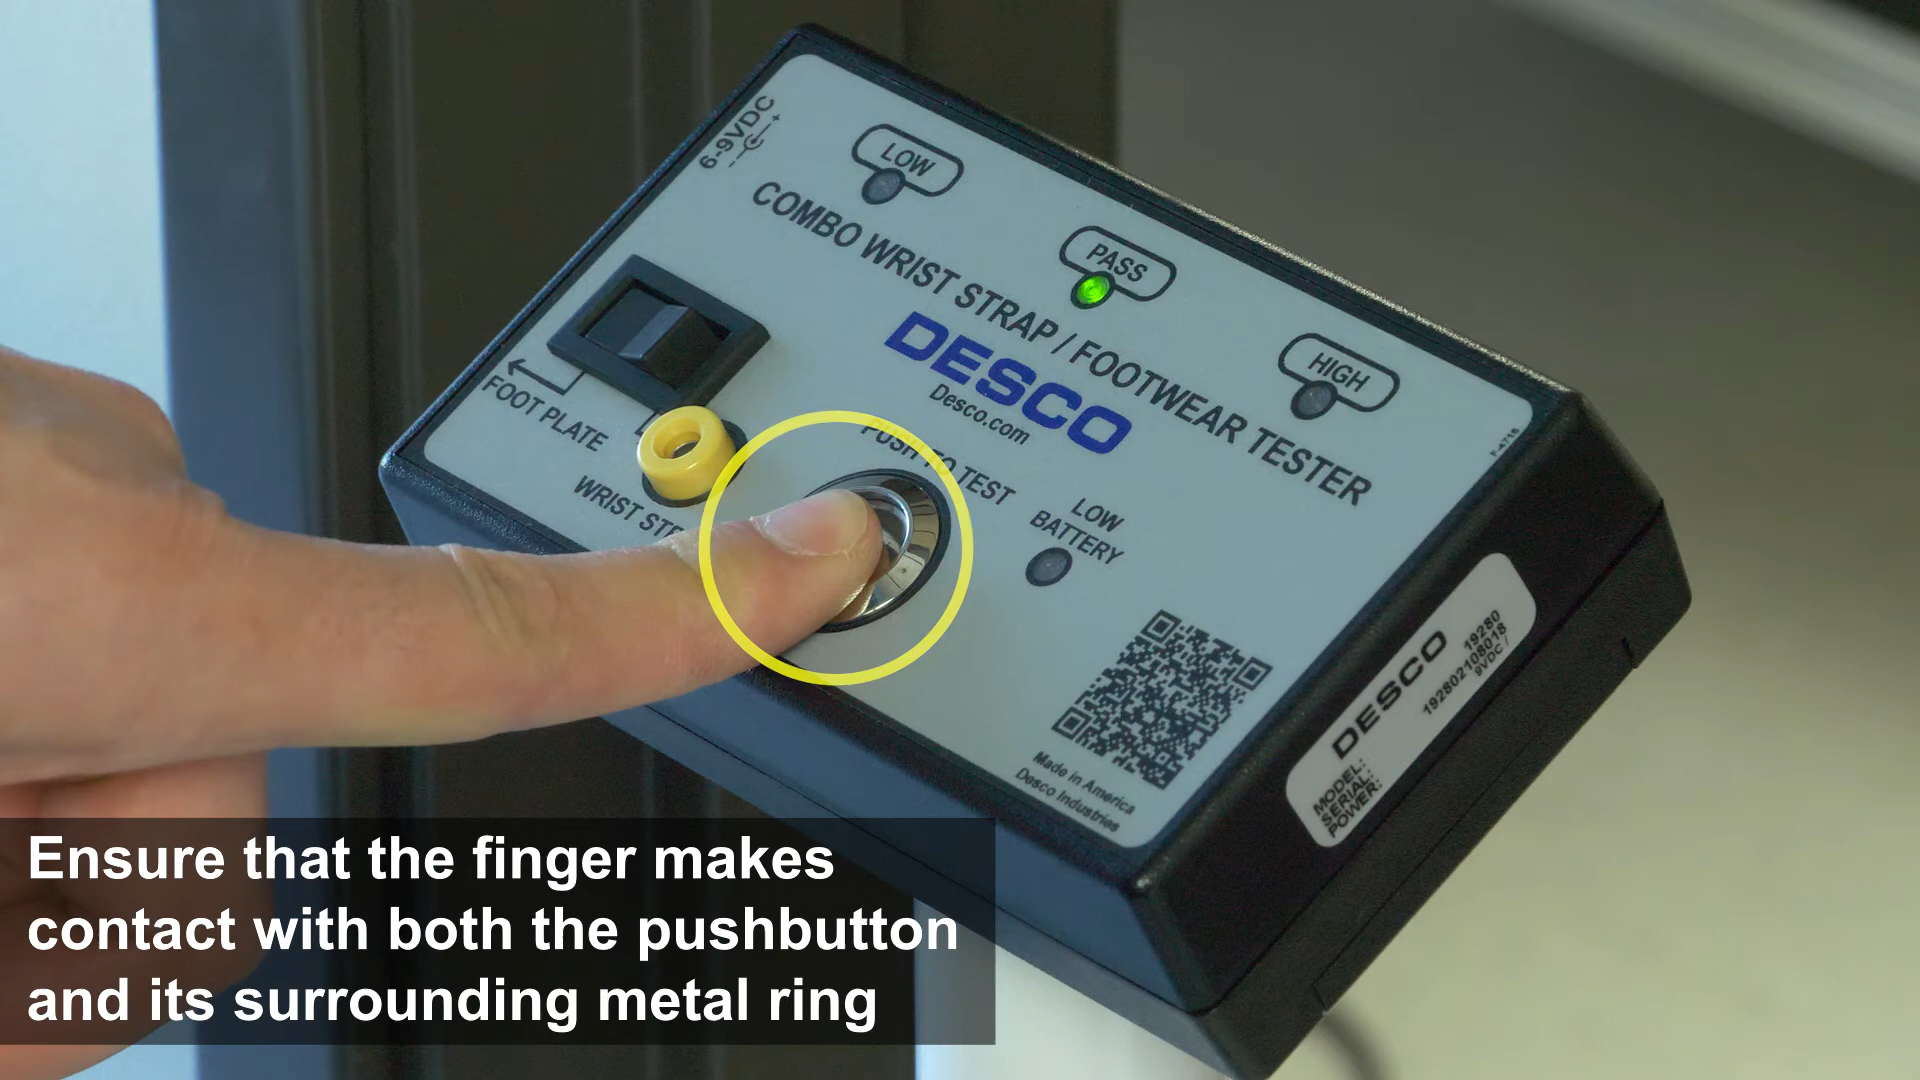 6-9VDC
LOW
PASS
HIGH
COMBO WRIST STRAP / FOOTWEAR TESTER
DESCO
Desco.com
FOOT PLATE
PUSH TO TEST
WRIST
LOW
BATTERY
Made in America
Desco Industries
DESCO
MODEL: 19280
SERIAL: 192802108018
POWER: 9VDC /
Ensure that the finger makes
contact with both the pushbutton
and its surrounding metal ring